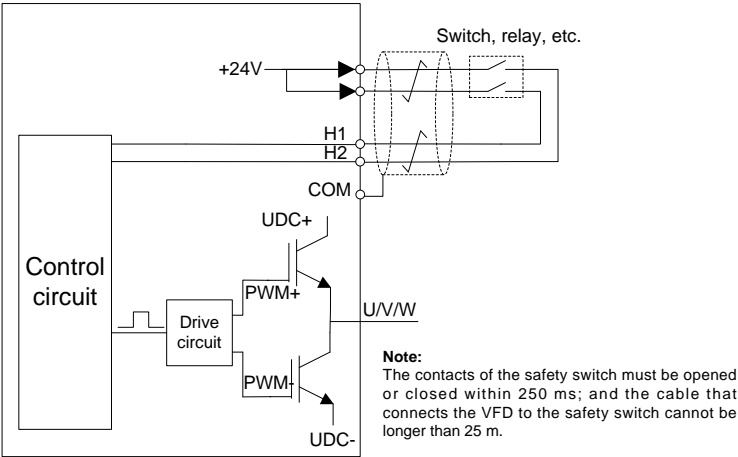 Switch, relay, etc.
+24V
H1
H2
COM
UDC+
Control
circuit
PWM+
Drive
circuit
U/V/W
PWM-
UDC-
Note:
The contacts of the safety switch must be opened
or closed within 250 ms; and the cable that
connects the VFD to the safety switch cannot be
longer than 25 m.